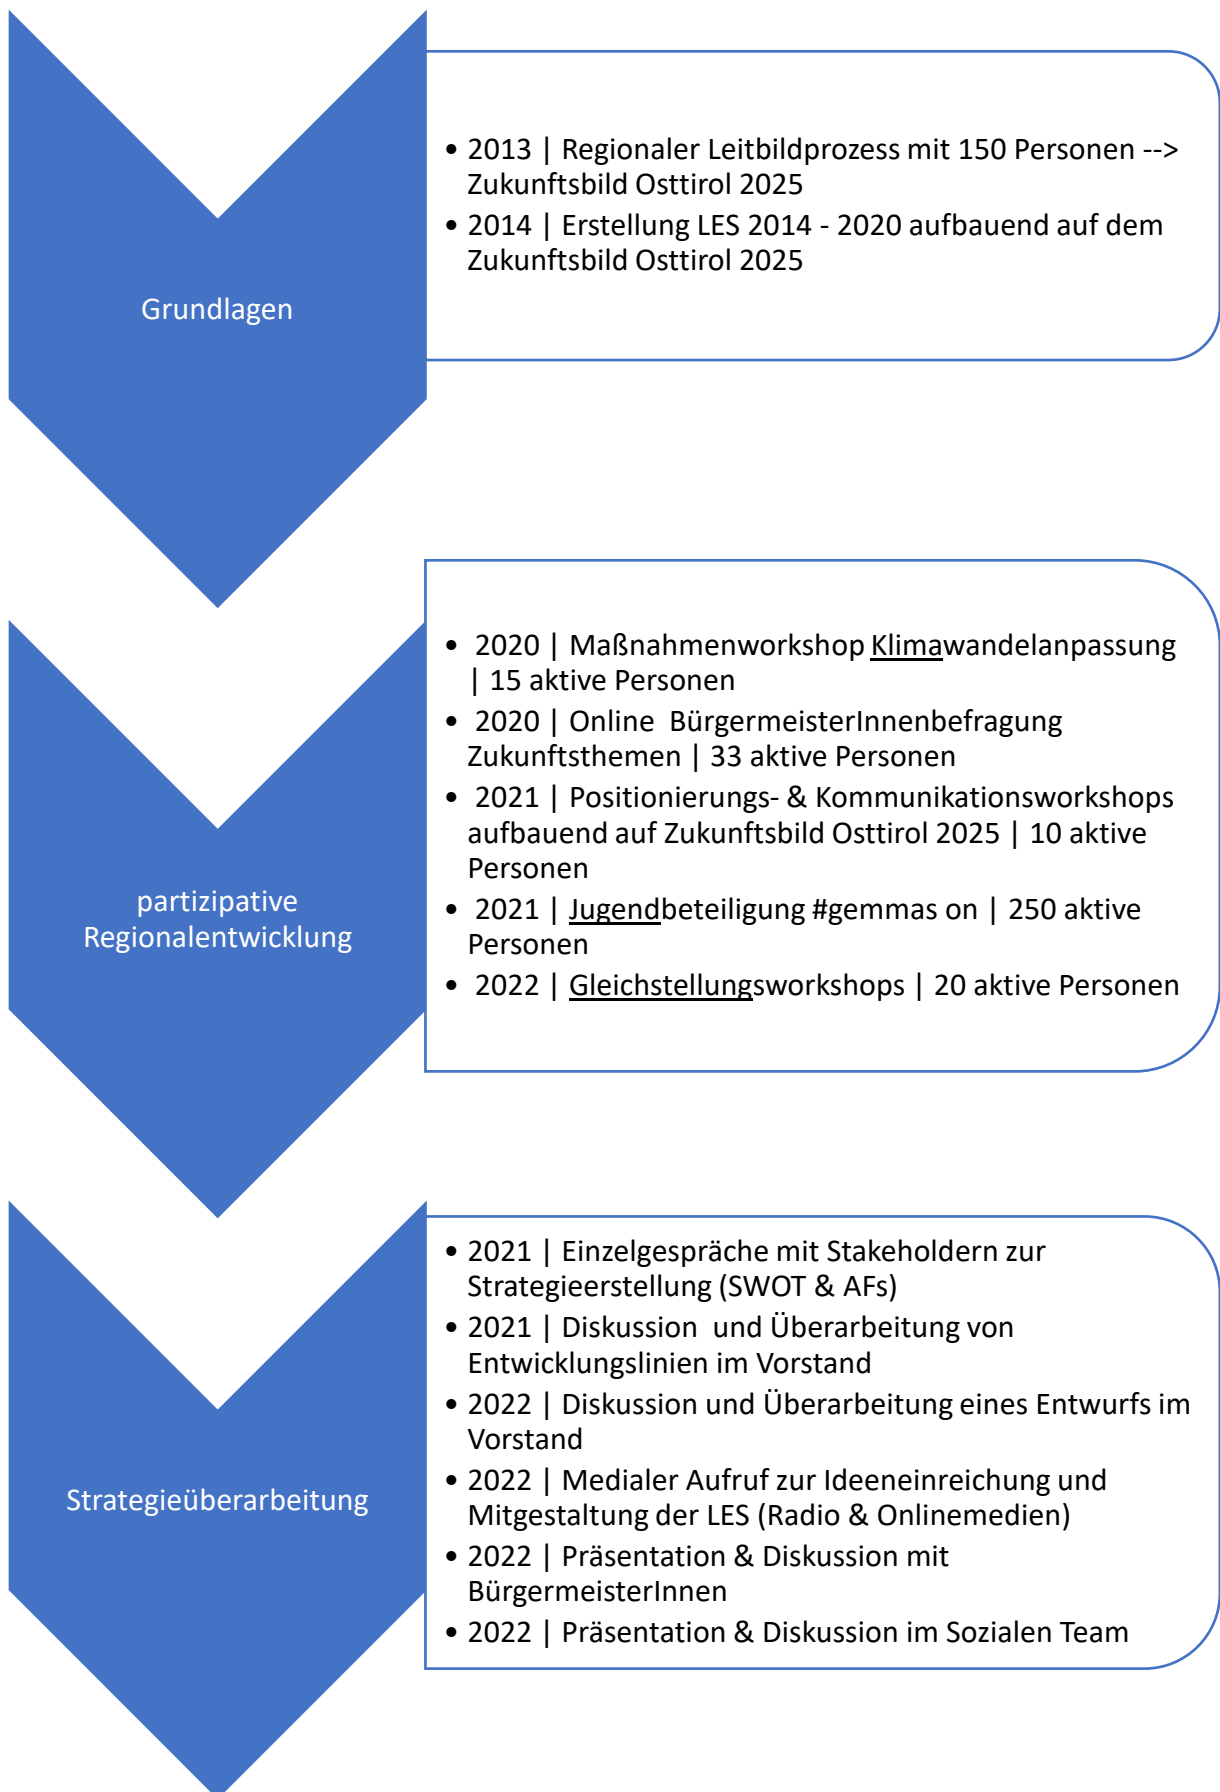 Grundlagen
• 2013 | Regionaler Leitbildprozess mit 150 Personen -->
Zukunftsbild Osttirol 2025
• 2014 | Erstellung LES 2014 - 2020 aufbauend auf dem
Zukunftsbild Osttirol 2025
partizipative
Regionalentwicklung
• 2020 | Maßnahmenworkshop Klimawandelanpassung
| 15 aktive Personen
• 2020 | Online  BürgermeisterInnenbefragung
Zukunftsthemen | 33 aktive Personen
• 2021 | Positionierungs- & Kommunikationsworkshops
aufbauend auf Zukunftsbild Osttirol 2025 | 10 aktive
Personen
• 2021 | Jugendbeteiligung #gemmas on | 250 aktive
Personen
• 2022 | Gleichstellungsworkshops | 20 aktive Personen
Strategieüberarbeitung
• 2021 | Einzelgespräche mit Stakeholdern zur
Strategieerstellung (SWOT & AFs)
• 2021 | Diskussion  und Überarbeitung von
Entwicklungslinien im Vorstand
• 2022 | Diskussion und Überarbeitung eines Entwurfs im
Vorstand
• 2022 | Medialer Aufruf zur Ideeneinreichung und
Mitgestaltung der LES (Radio & Onlinemedien)
• 2022 | Präsentation & Diskussion mit
BürgermeisterInnen
• 2022 | Präsentation & Diskussion im Sozialen Team